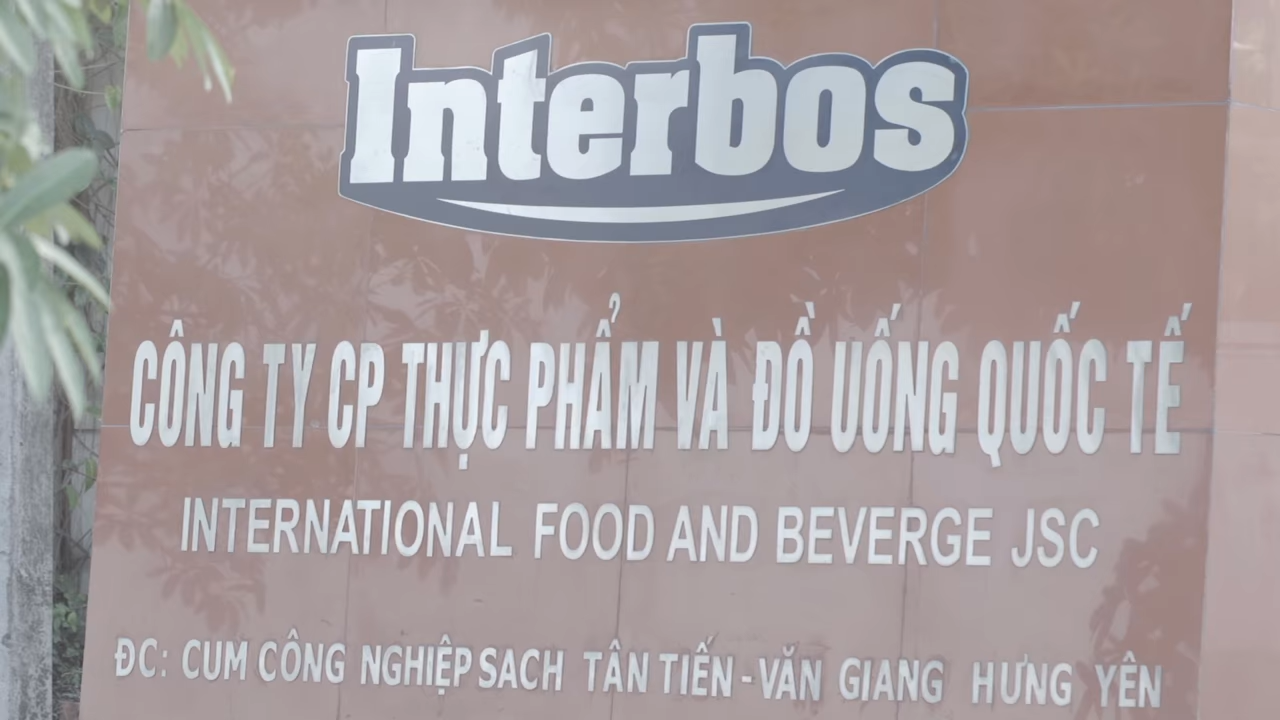 Interbos
CÔNG TY CP THỰC PHẨM VÀ ĐỒ UỐNG QUỐC TẾ
INTERNATIONAL FOOD AND BEVERGE JSC
ĐC: CUM CÔNG NGHIỆP SACH TÂN TIẾN - VĂN GIANG HƯNG YÊN